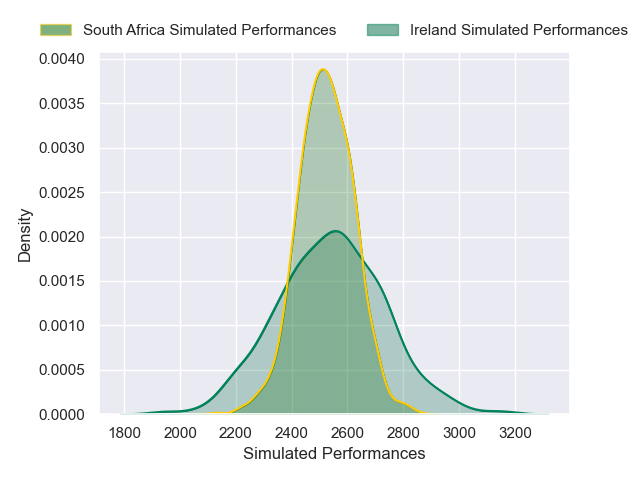 South Africa Simulated Performances Ireland Simulated Performances
0.0040
0.0035
0.0030
0.0025
0.0020
0.0015
0.0010
0.0005
0.0000
Density
1800 2000 2200 2400 2600 2800 3000 3200
Simulated Performances